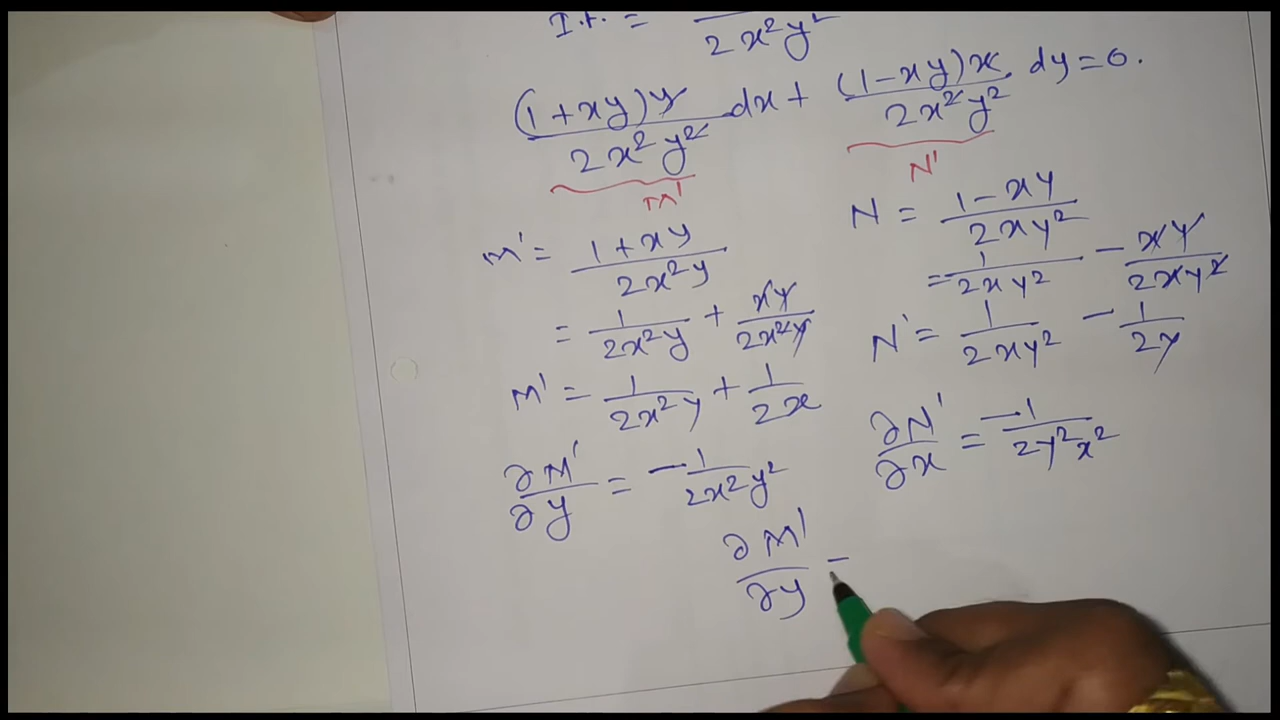 I.F. = 2x²y²
(1+xy)y/2x²y² dx + (1-xy)x/2x²y² dy = 0.
M' N'
M' = 1+xy/2x²y
N = 1-xy/2xy²
= 1/2x²y + xy/2x²y
= 1/2xy² - xy/2xy²
M' = 1/2x²y + 1/2x
N' = 1/2xy² - 1/2y
∂M'/∂y = -1/2x²y²
∂N'/∂x = -1/2y²x²
∂M'/∂y =